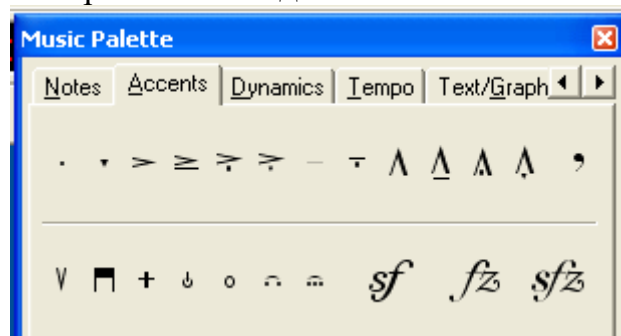 Music Palette
Notes Accents Dynamics Tempo Text/Graph
sf fz sfz